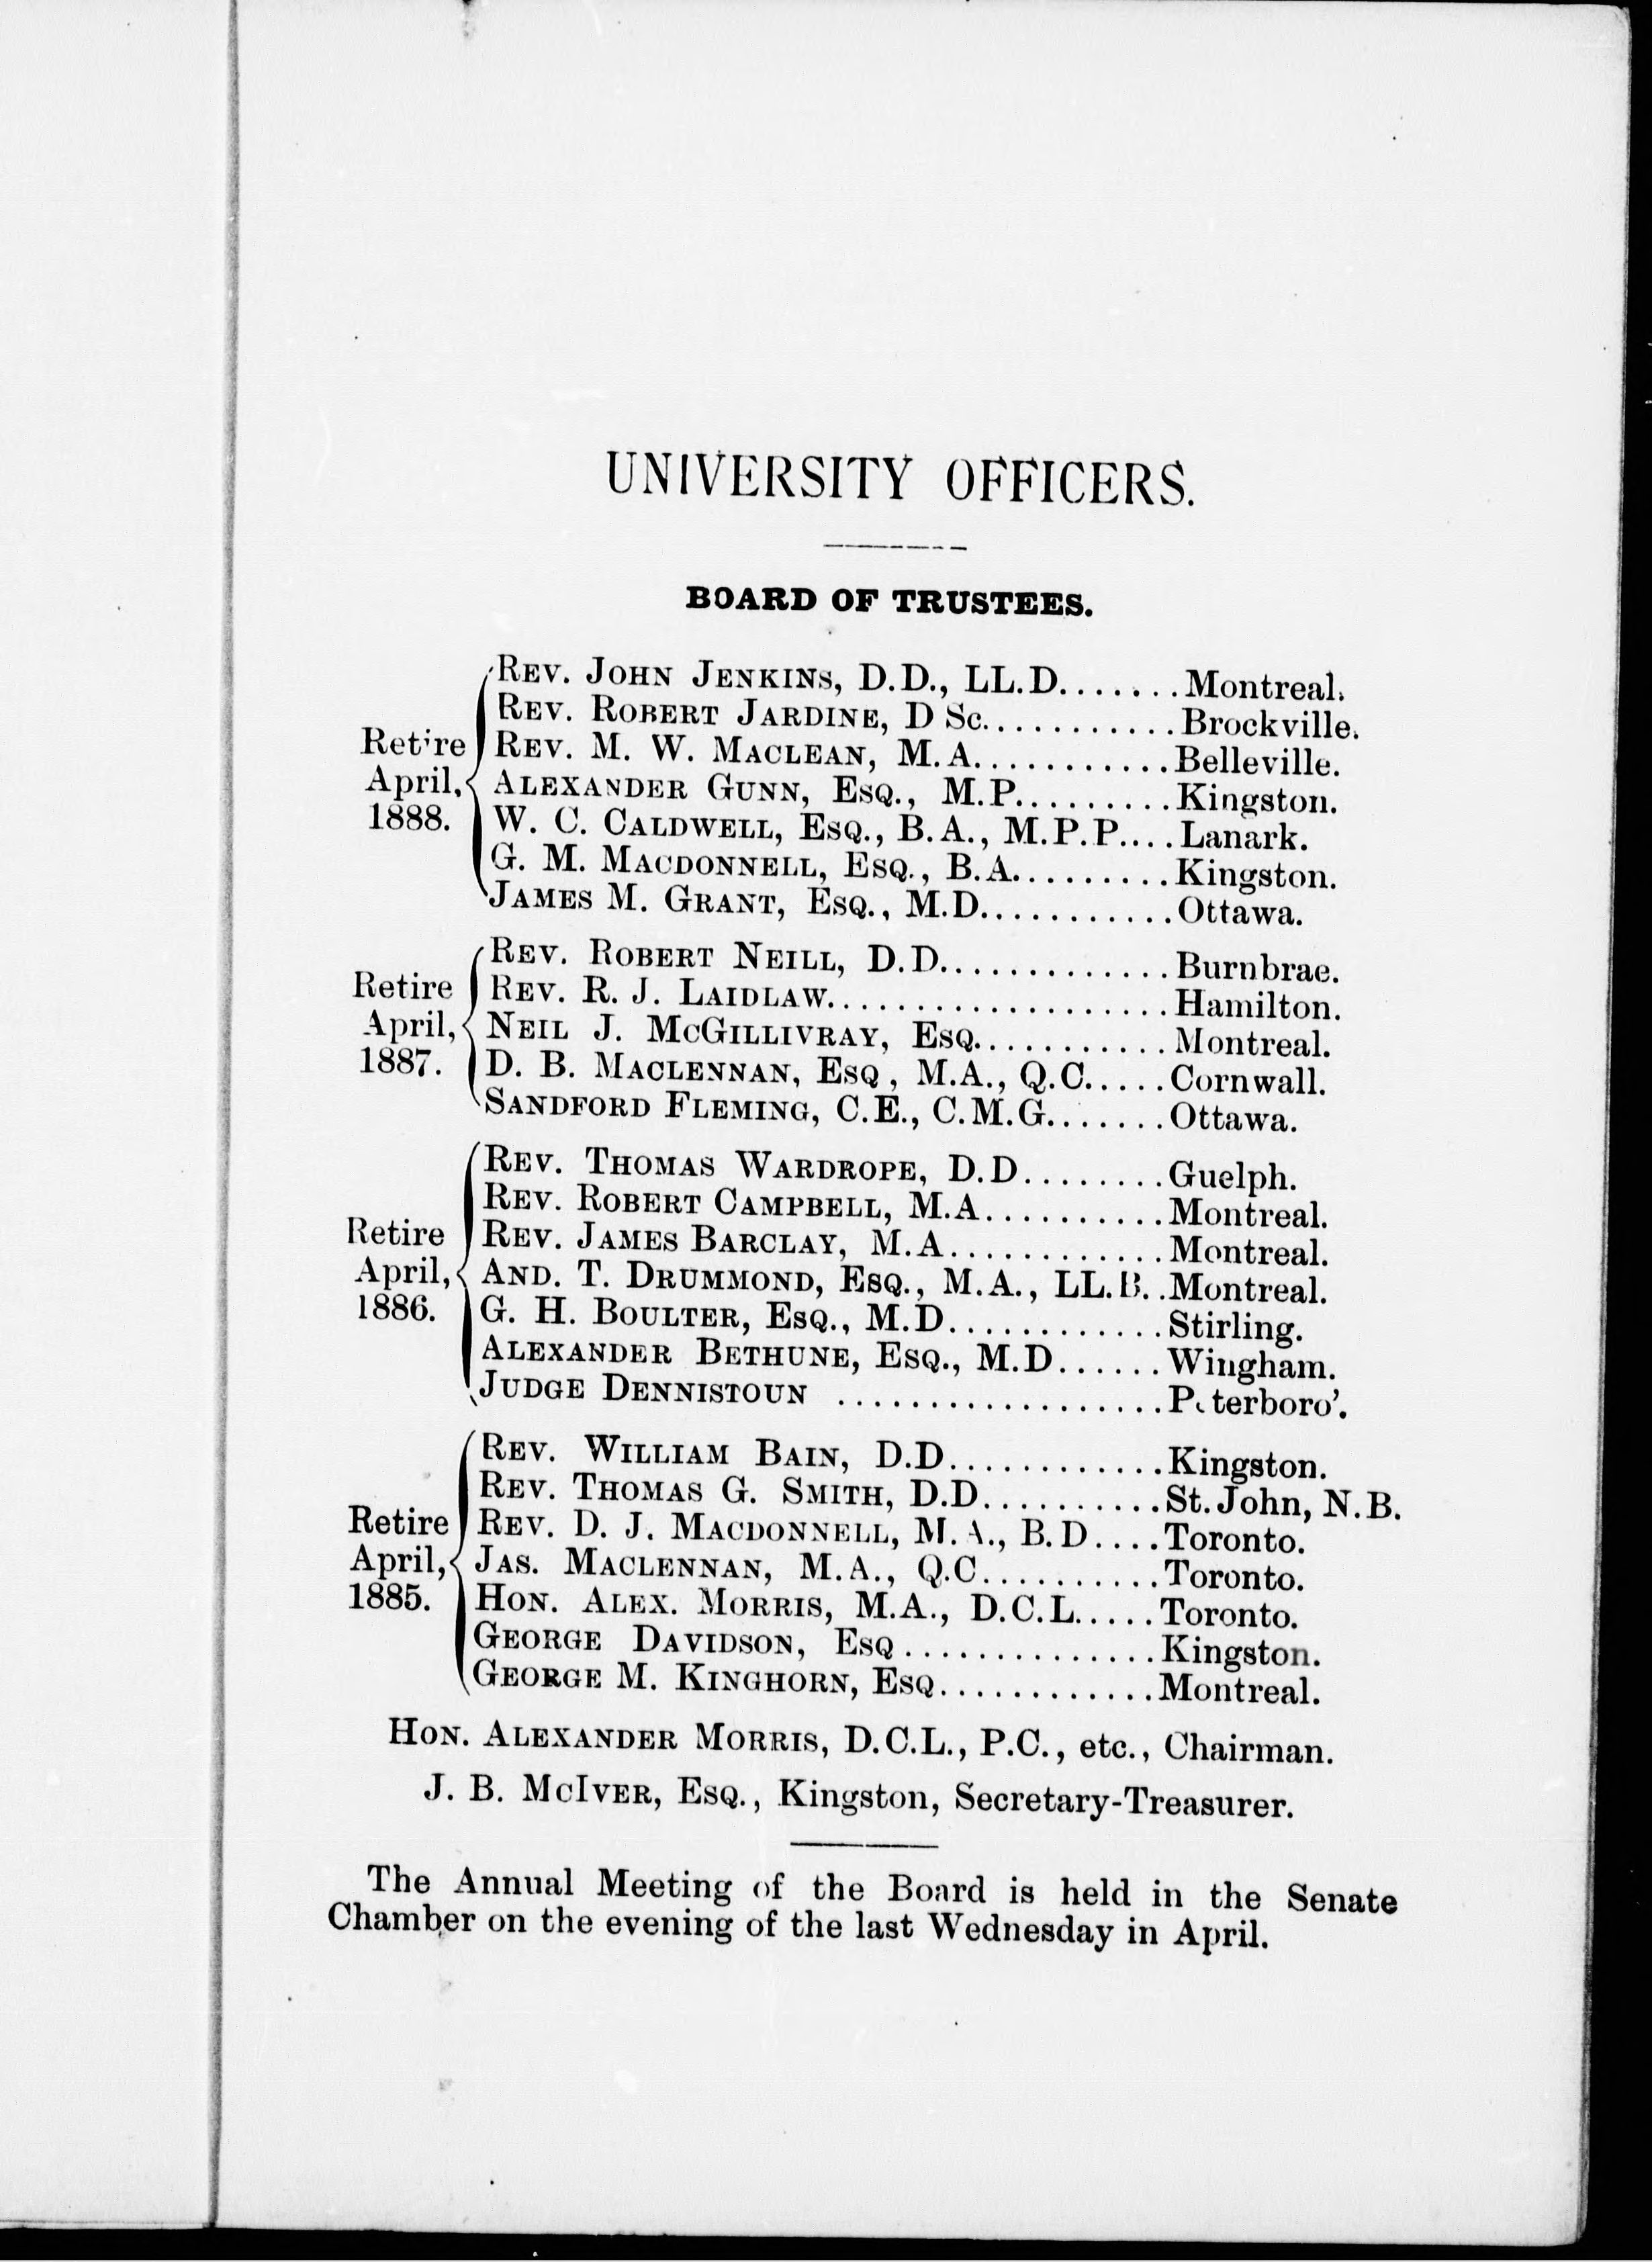 UNIVERSITY OFFICERS.
BOARD OF TRUSTEES.
Retire April, 1888.
REV. JOHN JENKINS, D.D., LL.D.......Montreal.
REV. ROBERT JARDINE, D Sc...........Brockville.
REV. M. W. MACLEAN, M.A...........Belleville.
ALEXANDER GUNN, ESQ., M.P.........Kingston.
W. C. CALDWELL, ESQ., B.A., M.P.P....Lanark.
G. M. MACDONNELL, ESQ., B.A.........Kingston.
JAMES M. GRANT, ESQ., M.D...........Ottawa.
Retire April, 1887.
REV. ROBERT NEILL, D.D.............Burnbrae.
REV. R. J. LAIDLAW...................Hamilton.
NEIL J. MCGILLIVRAY, ESQ...........Montreal.
D. B. MACLENNAN, ESQ, M.A., Q.C.....Cornwall.
SANDFORD FLEMING, C.E., C.M.G.......Ottawa.
Retire April, 1886.
REV. THOMAS WARDROPE, D.D........Guelph.
REV. ROBERT CAMPBELL, M.A..........Montreal.
REV. JAMES BARCLAY, M.A............Montreal.
AND. T. DRUMMOND, ESQ., M.A., LL.B..Montreal.
G. H. BOULTER, ESQ., M.D............Stirling.
ALEXANDER BETHUNE, ESQ., M.D......Wingham.
JUDGE DENNISTOUN ..................Peterboro'.
Retire April, 1885.
REV. WILLIAM BAIN, D.D............Kingston.
REV. THOMAS G. SMITH, D.D..........St. John, N.B.
REV. D. J. MACDONNELL, M.A., B.D....Toronto.
JAS. MACLENNAN, M.A., Q.C..........Toronto.
HON. ALEX. MORRIS, M.A., D.C.L.....Toronto.
GEORGE DAVIDSON, ESQ..............Kingston.
GEORGE M. KINGHORN, ESQ............Montreal.
HON. ALEXANDER MORRIS, D.C.L., P.C., etc., Chairman.
J. B. MCIVER, ESQ., Kingston, Secretary-Treasurer.
The Annual Meeting of the Board is held in the Senate
Chamber on the evening of the last Wednesday in April.